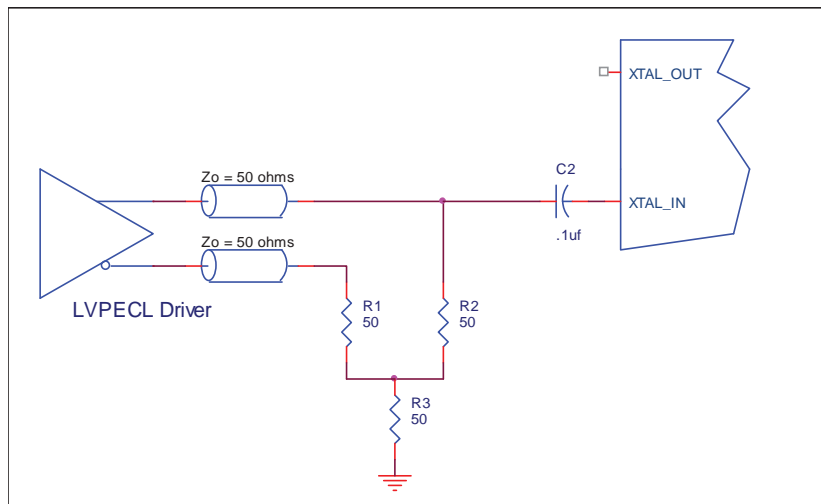 XTAL_OUT
Zo = 50 ohms
C2
XTAL_IN
.1uf
Zo = 50 ohms
LVPECL Driver
R1
50
R2
50
R3
50